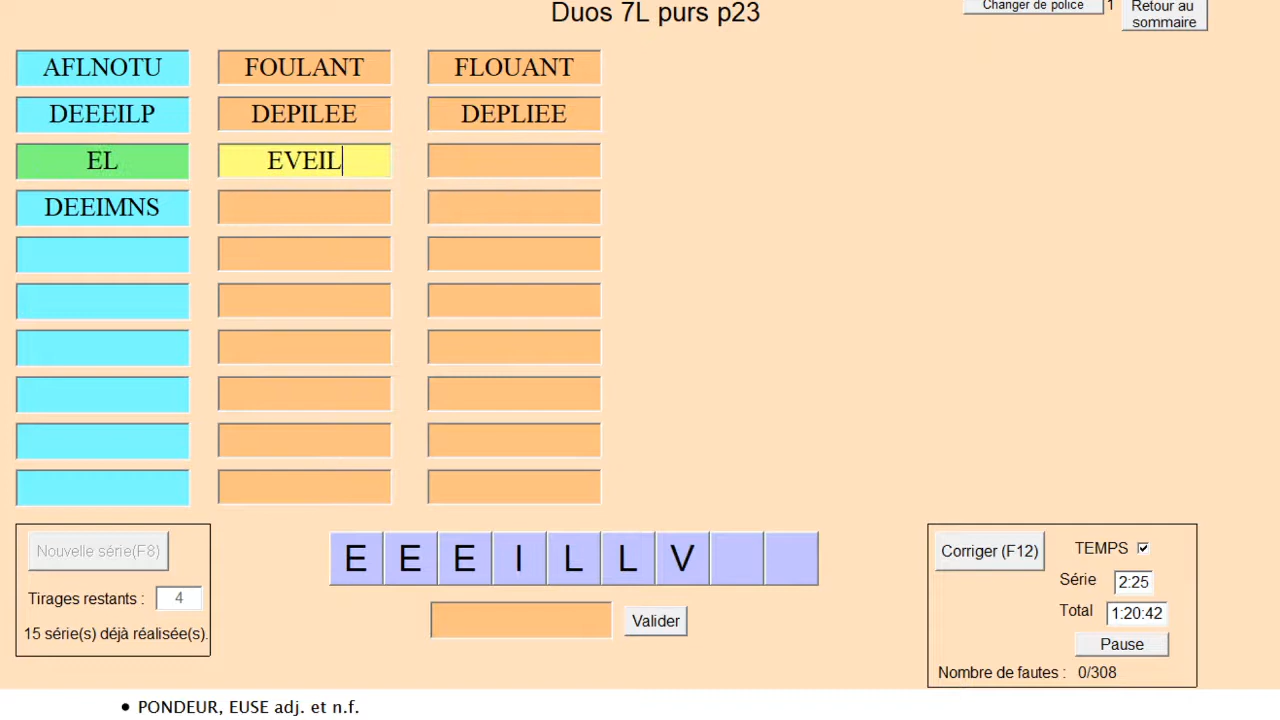 Duos 7L purs p23
Changer de police
1
Retour au
sommaire
AFLNOTU FOULANT FLOUANT
DEEEILP DEPILEE DEPLIEE
EL EVEIL
DEEIMNS
Nouvelle série(F8)
Tirages restants : 4
15 série(s) déjà réalisée(s).
E E E I L L V
Valider
Corriger (F12) TEMPS
Série 2:25
Total 1:20:42
Pause
Nombre de fautes : 0/308
• PONDEUR, EUSE adj. et n.f.